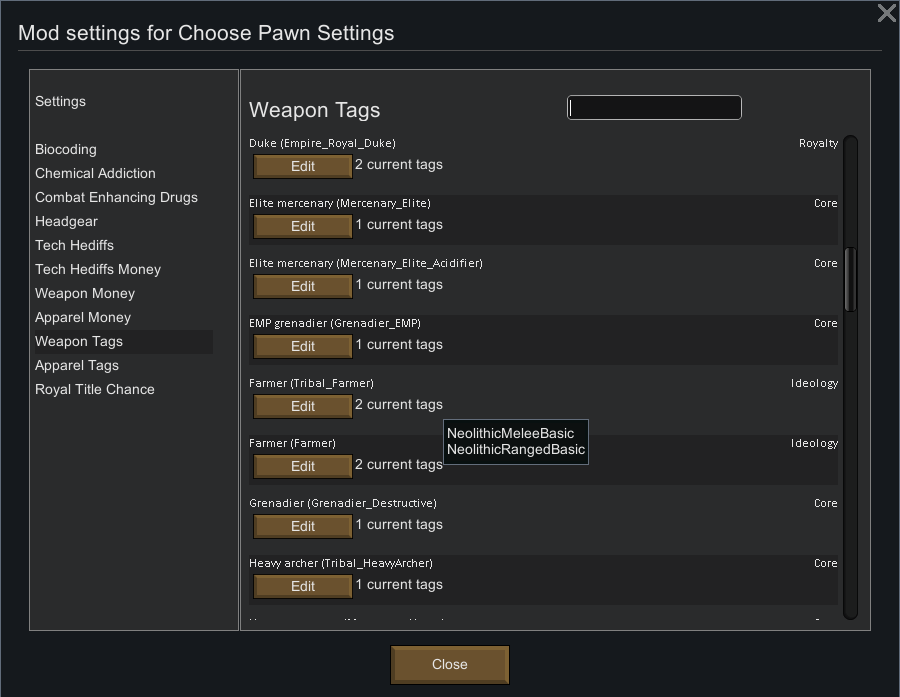 Mod settings for Choose Pawn Settings
Settings
Biocoding
Chemical Addiction
Combat Enhancing Drugs
Headgear
Tech Hediffs
Tech Hediffs Money
Weapon Money
Apparel Money
Weapon Tags
Apparel Tags
Royal Title Chance
Weapon Tags
Duke (Empire_Royal_Duke) Royalty
Edit 2 current tags
Elite mercenary (Mercenary_Elite) Core
Edit 1 current tags
Elite mercenary (Mercenary_Elite_Acidifier) Core
Edit 1 current tags
EMP grenadier (Grenadier_EMP) Core
Edit 1 current tags
Farmer (Tribal_Farmer) Ideology
Edit 2 current tags
NeolithicMeleeBasic
NeolithicRangedBasic
Farmer (Farmer) Ideology
Edit 2 current tags
Grenadier (Grenadier_Destructive) Core
Edit 1 current tags
Heavy archer (Tribal_HeavyArcher) Core
Edit 1 current tags
Close